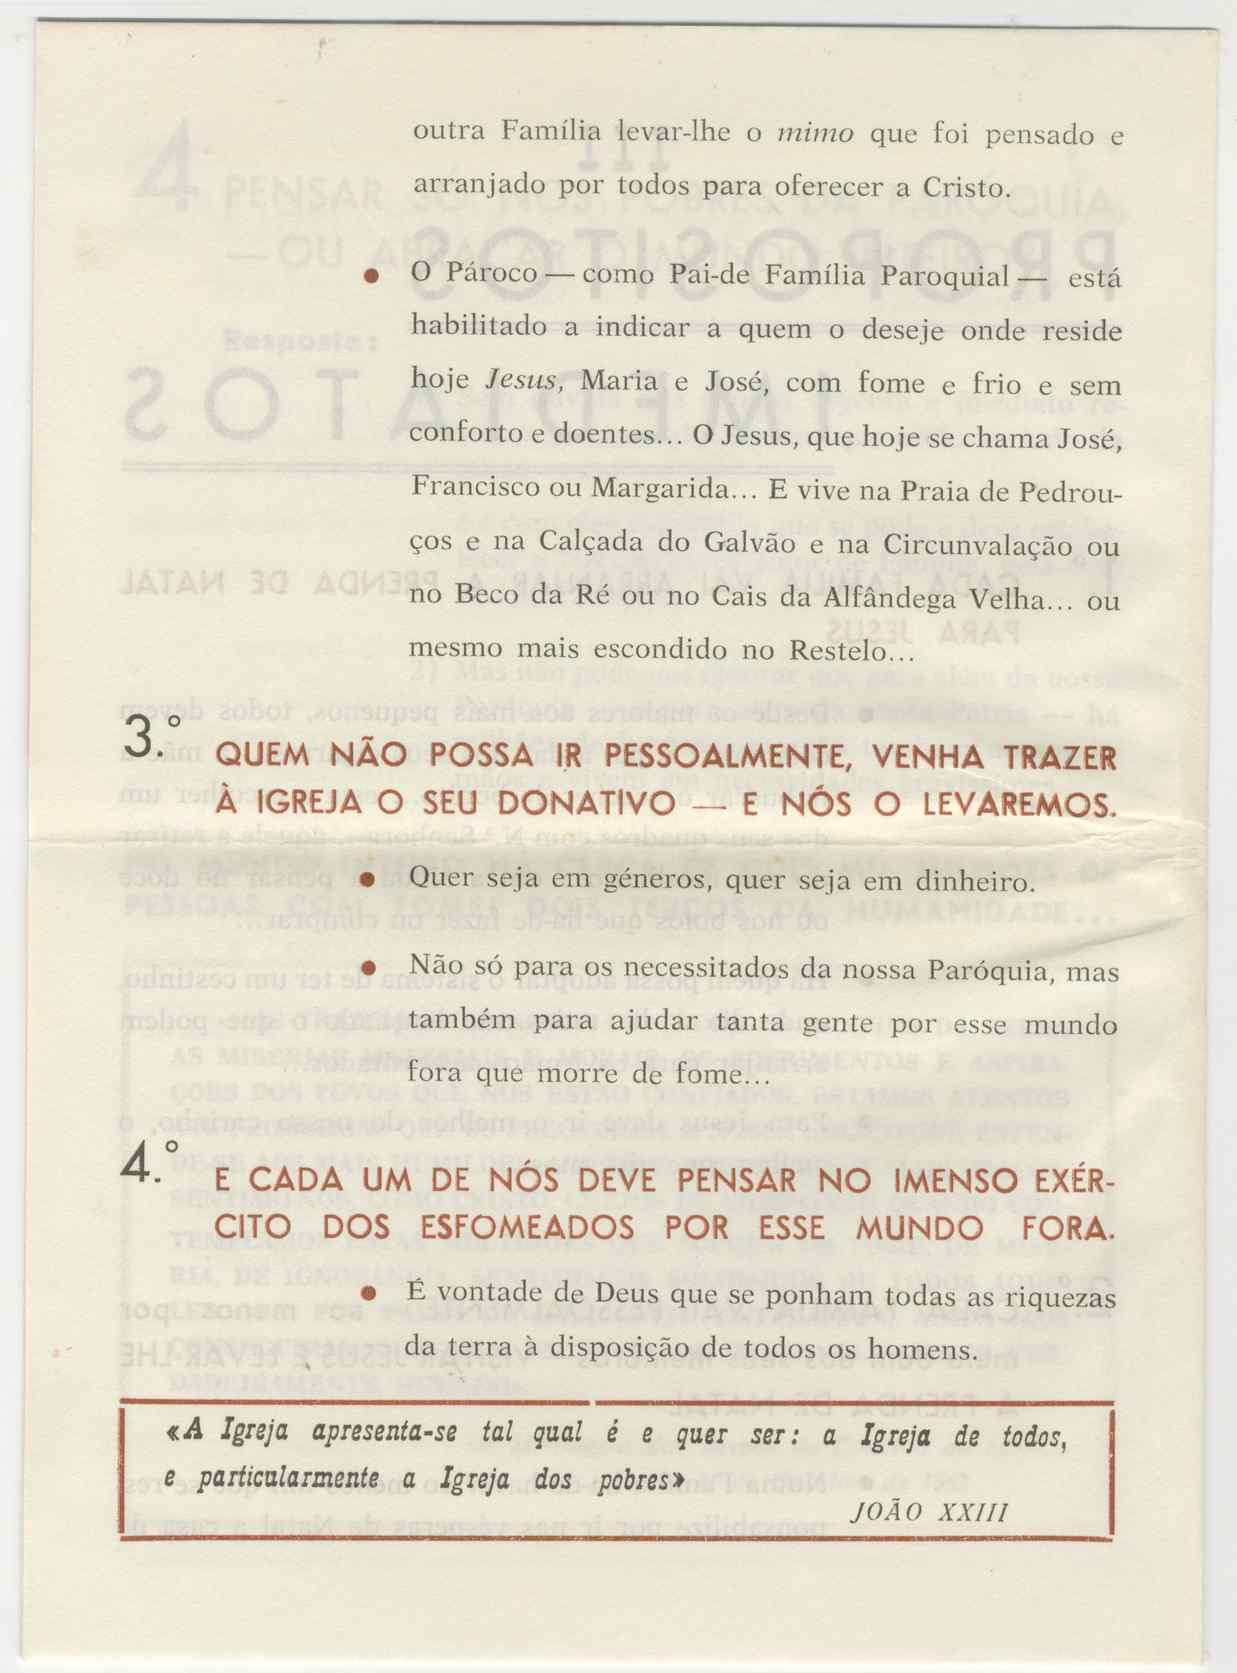 outra Família levar-lhe o mimo que foi pensado e
arranjado por todos para oferecer a Cristo.
● O Pároco — como Pai-de Família Paroquial — está
habilitado a indicar a quem o deseje onde reside
hoje Jesus, Maria e José, com fome e frio e sem
conforto e doentes... O Jesus, que hoje se chama José,
Francisco ou Margarida... E vive na Praia de Pedrou-
ços e na Calçada do Galvão e na Circunvalação ou
no Beco da Ré ou no Cais da Alfândega Velha... ou
mesmo mais escondido no Restelo...
3.º QUEM NÃO POSSA IR PESSOALMENTE, VENHA TRAZER
À IGREJA O SEU DONATIVO — E NÓS O LEVAREMOS.
● Quer seja em géneros, quer seja em dinheiro.
● Não só para os necessitados da nossa Paróquia, mas
também para ajudar tanta gente por esse mundo
fora que morre de fome...
4.º E CADA UM DE NÓS DEVE PENSAR NO IMENSO EXÉR-
CITO DOS ESFOMEADOS POR ESSE MUNDO FORA.
● É vontade de Deus que se ponham todas as riquezas
da terra à disposição de todos os homens.
«A Igreja apresenta-se tal qual é e quer ser: a Igreja de todos,
e particularmente a Igreja dos pobres»
JOÃO XXIII